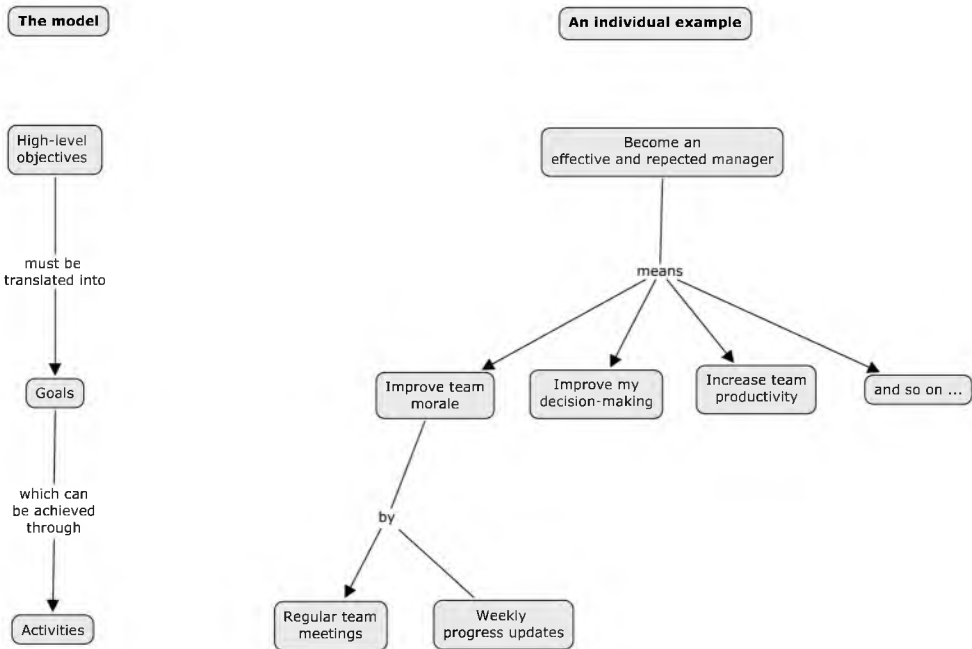 The model
An individual example
High-level
objectives
Become an
effective and repected manager
must be
translated into
means
Goals
Improve team
morale
Improve my
decision-making
Increase team
productivity
and so on ...
which can
be achieved
through
by
Activities
Regular team
meetings
Weekly
progress updates